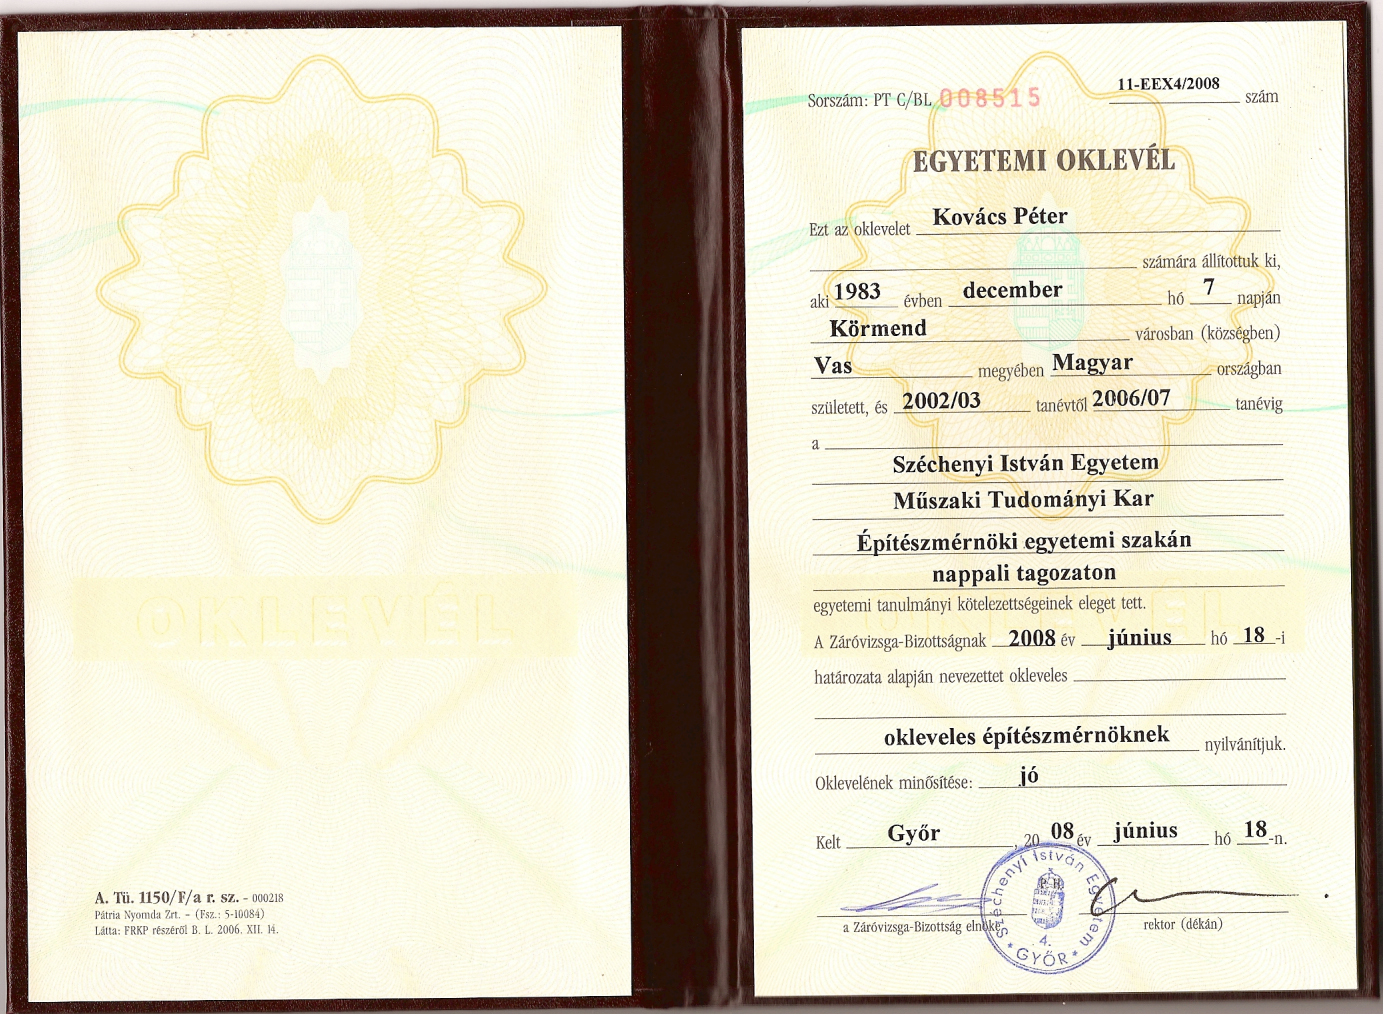 OKLEVÉL
A. Tü. 1150/F/a r. sz. - 000218
Pátria Nyomda Zrt. - (Fsz.: 5-10084)
Látta: FRKP részéről B. L. 2006. XII. 14.
Sorszám: PT C/BL 008515 11-EEX4/2008 szám
EGYETEMI OKLEVÉL
Ezt az oklevelet Kovács Péter
számára állítottuk ki,
aki 1983 évben december hó 7 napján
Körmend városban (községben)
Vas megyében Magyar országban
született, és 2002/03 tanévtől 2006/07 tanévig
a
Széchenyi István Egyetem
Műszaki Tudományi Kar
Építészmérnöki egyetemi szakán
nappali tagozaton
egyetemi tanulmányi kötelezettségeinek eleget tett.
A Záróvizsga-Bizottságnak 2008 év június hó 18-i
határozata alapján nevezettet okleveles
okleveles építészmérnöknek nyilvánítjuk.
Oklevelének minősítése: jó
Kelt Győr, 2008 év június hó 18-n.
Széchenyi István Egyetem
P. H.
4.
* GYŐR *
a Záróvizsga-Bizottság elnöke
rektor (dékán)